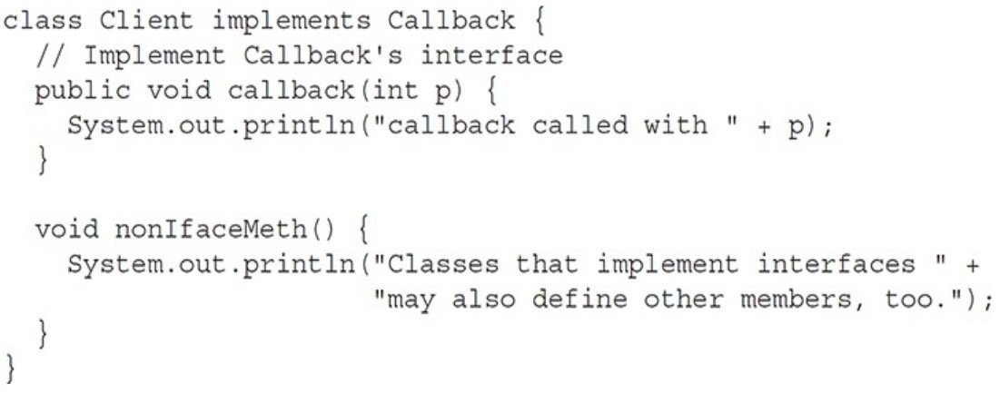 class Client implements Callback {
  // Implement Callback's interface
  public void callback(int p) {
    System.out.println("callback called with " + p);
  }

  void nonIfaceMeth() {
    System.out.println("Classes that implement interfaces " +
                       "may also define other members, too.");
  }
}